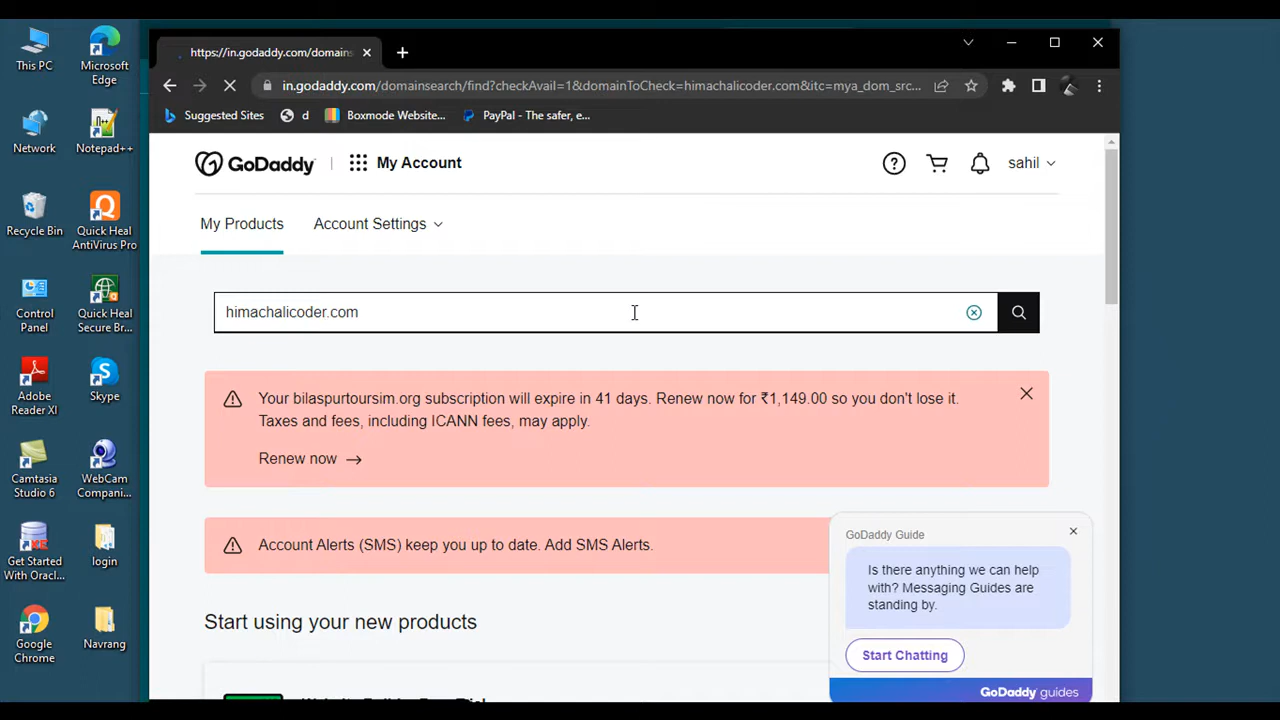 This PC
Microsoft
Edge
Network
Notepad++
Recycle Bin
Quick Heal
AntiVirus Pro
Control
Panel
Quick Heal
Secure Br...
Adobe
Reader XI
Skype
Camtasia
Studio 6
WebCam
Compani...
Get Started
With Oracl...
login
Google
Chrome
Navrang
https://in.godaddy.com/domains
in.godaddy.com/domainsearch/find?checkAvail=1&domainToCheck=himachalicoder.com&itc=mya_dom_src...
Suggested Sites
d
Boxmode Website...
PayPal - The safer, e...
GoDaddy
My Account
sahil
My Products
Account Settings
himachalicoder.com
Your bilaspurtoursim.org subscription will expire in 41 days. Renew now for ₹1,149.00 so you don't lose it.
Taxes and fees, including ICANN fees, may apply.
Renew now →
Account Alerts (SMS) keep you up to date. Add SMS Alerts.
Start using your new products
GoDaddy Guide
Is there anything we can help
with? Messaging Guides are
standing by.
Start Chatting
GoDaddy guides